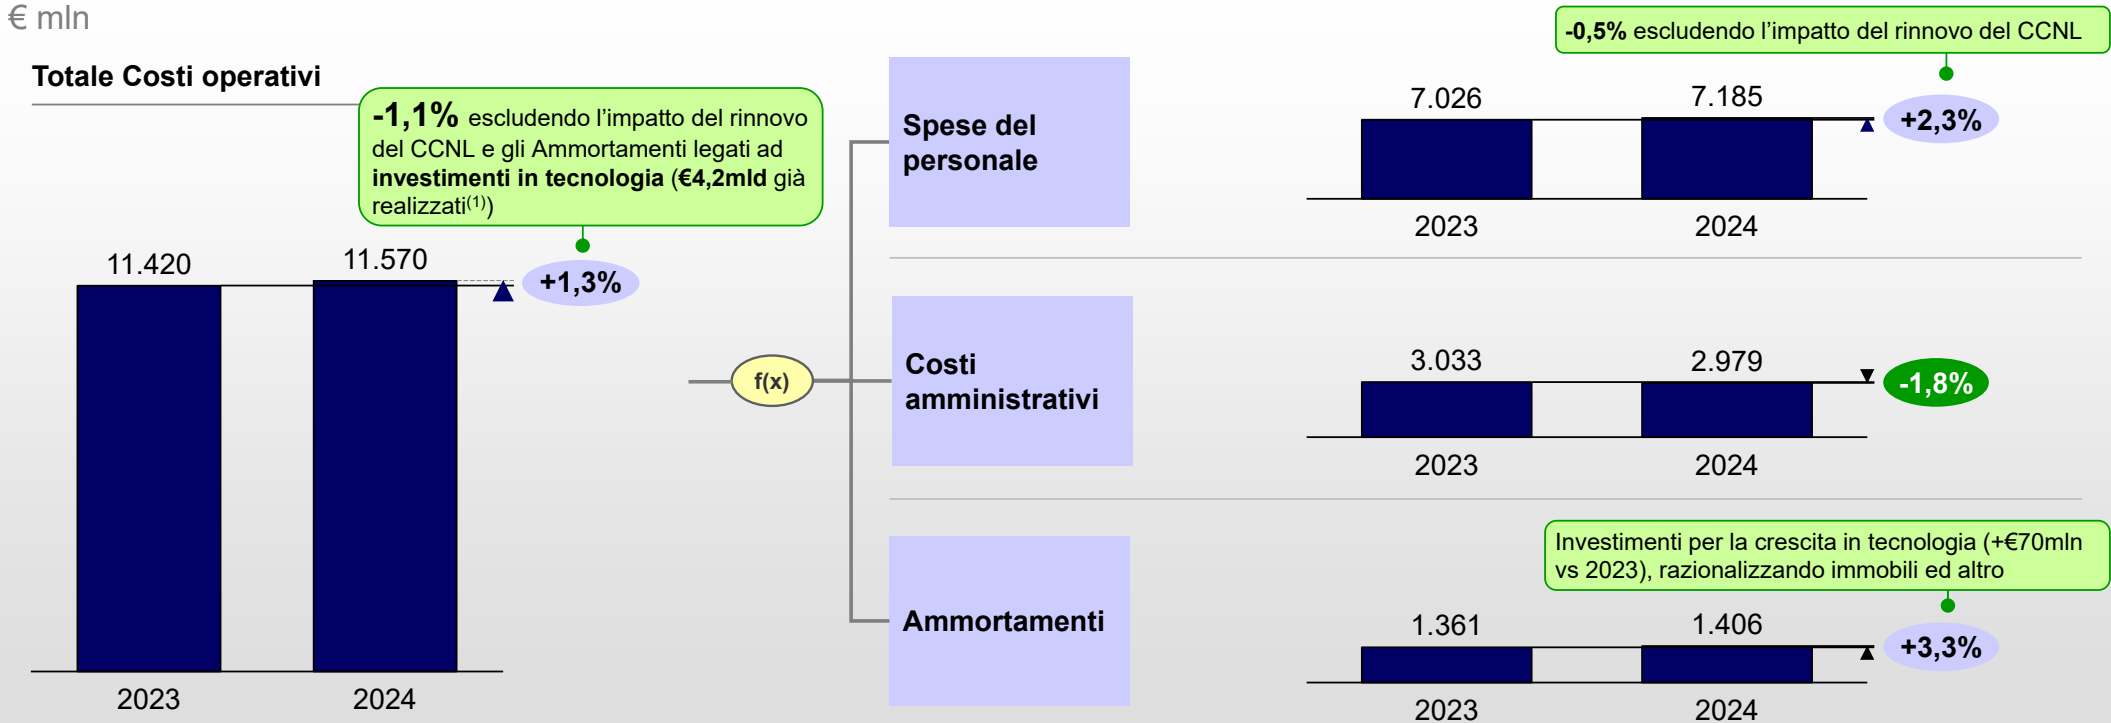 € mln
Totale Costi operativi
-1,1% escludendo l'impatto del rinnovo
del CCNL e gli Ammortamenti legati ad
investimenti in tecnologia (€4,2mld già
realizzati(1))
11.420
11.570
+1,3%
2023
2024
f(x)
-0,5% escludendo l'impatto del rinnovo del CCNL
Spese del
personale
7.026
7.185
+2,3%
2023
2024
Costi
amministrativi
3.033
2.979
-1,8%
2023
2024
Investimenti per la crescita in tecnologia (+€70mln
vs 2023), razionalizzando immobili ed altro
Ammortamenti
1.361
1.406
+3,3%
2023
2024